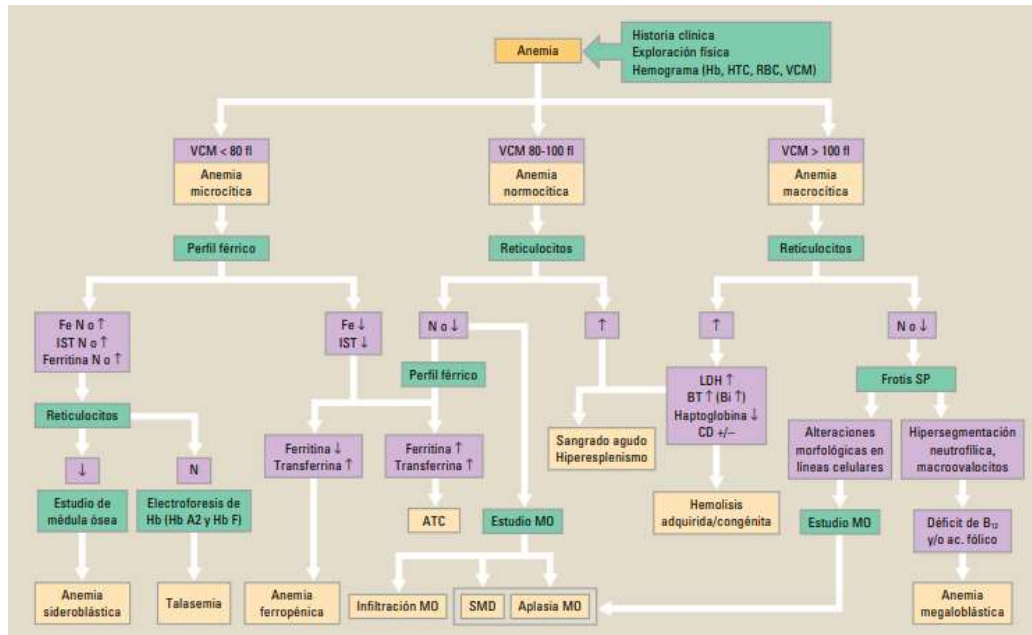 Anemia
Historia clínica
Exploración física
Hemograma (Hb, HTC, RBC, VCM)
VCM < 80 fl
Anemia
microcítica
VCM 80-100 fl
Anemia
normocítica
VCM > 100 fl
Anemia
macrocítica
Perfil férrico
Reticulocitos
Reticulocitos
Fe N o ↑
IST N o ↑
Ferritina N o ↑
Fe ↓
IST ↓
N o ↓
↑
↑
N o ↓
Perfil férrico
LDH ↑
BT ↑ (Bi ↑)
Haptoglobina ↓
CD +/–
Frotis SP
Reticulocitos
Ferritina ↓
Transferrina ↑
Ferritina ↑
Transferrina ↑
Sangrado agudo
Hiperesplenismo
Alteraciones
morfológicas en
líneas celulares
Hipersegmentación
neutrofílica,
macroovalocitos
↓
N
Estudio de
médula ósea
Electroforesis de
Hb (Hb A2 y Hb F)
ATC
Estudio MO
Hemolisis
adquirida/congénita
Estudio MO
Déficit de B₁₂
y/o ac. fólico
Anemia
sideroblástica
Talasemia
Anemia
ferropénica
Infiltración MO
SMD
Aplasia MO
Anemia
megaloblástica